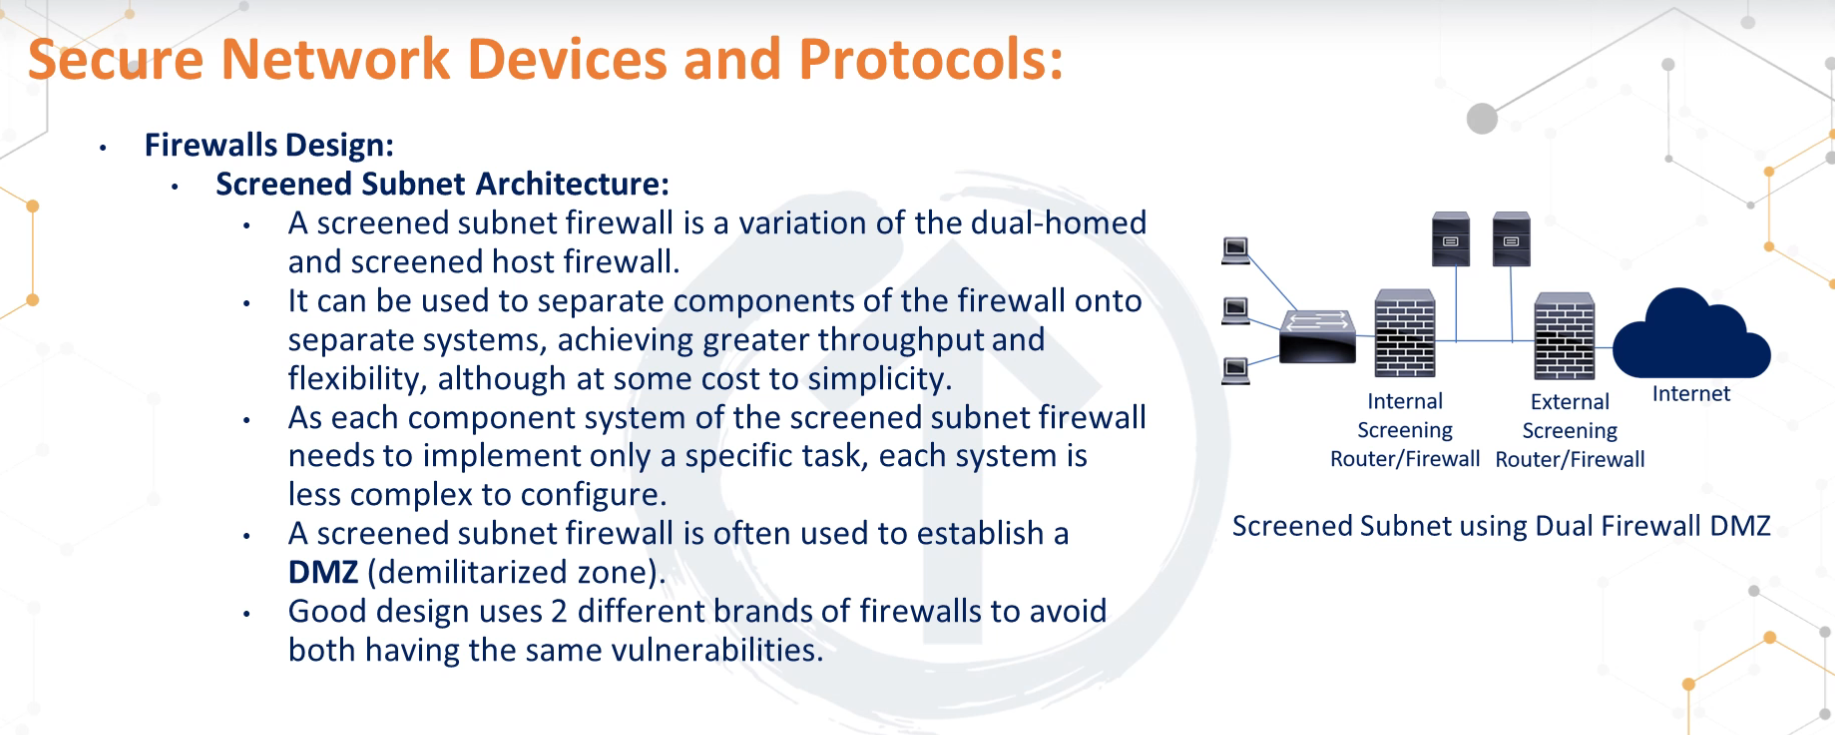 Secure Network Devices and Protocols:
• Firewalls Design:
• Screened Subnet Architecture:
• A screened subnet firewall is a variation of the dual-homed
and screened host firewall.
• It can be used to separate components of the firewall onto
separate systems, achieving greater throughput and
flexibility, although at some cost to simplicity.
• As each component system of the screened subnet firewall
needs to implement only a specific task, each system is
less complex to configure.
• A screened subnet firewall is often used to establish a
DMZ (demilitarized zone).
• Good design uses 2 different brands of firewalls to avoid
both having the same vulnerabilities.
Internal
Screening
Router/Firewall
External
Screening
Router/Firewall
Internet
Screened Subnet using Dual Firewall DMZ